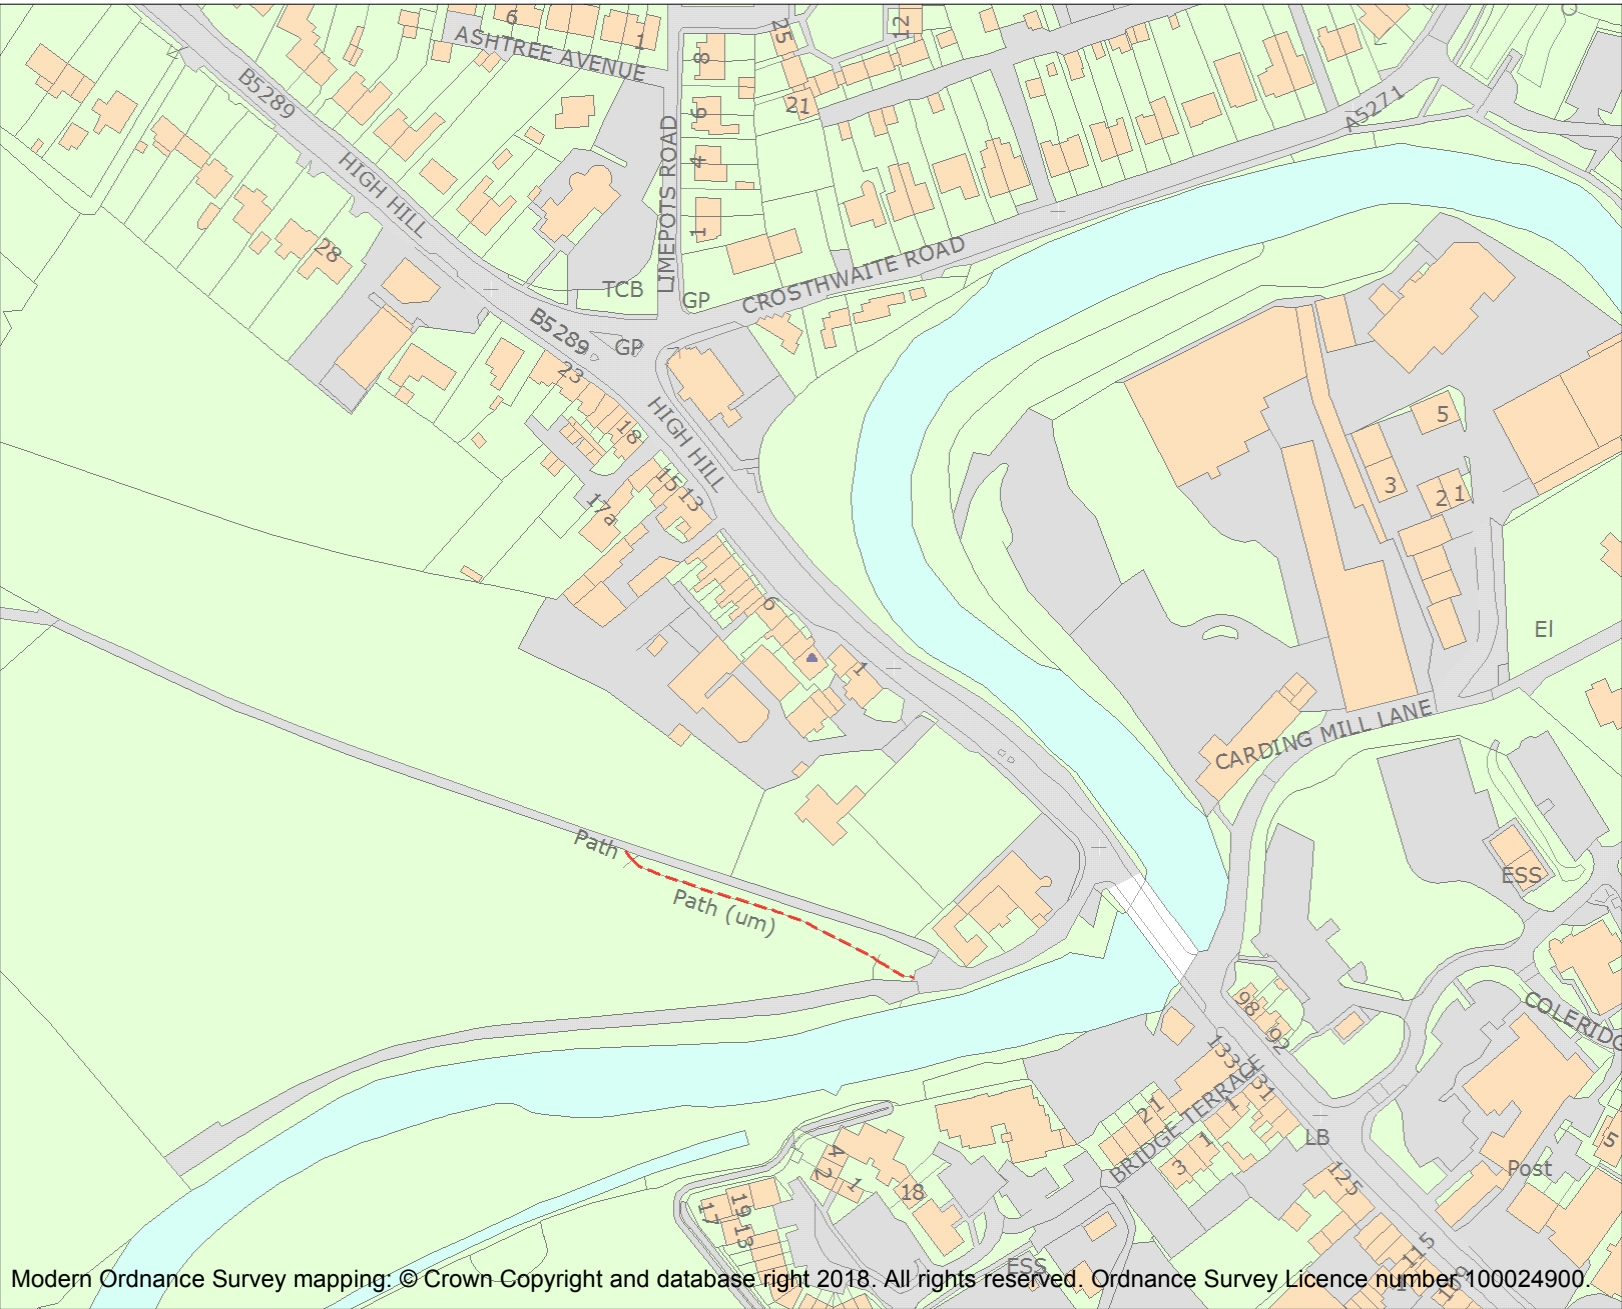 6
1
ASHTREE AVENUE
8
25
12
B5289
6
21
A5271
LIMEPOTS ROAD
4
HIGH HILL
1
28
CROSTHWAITE ROAD
TCB
GP
B5289
GP
23
HIGH HILL
18
5
15
13
3
2
1
17a
6
El
1
CARDING MILL LANE
Path
Path (um)
ESS
98
92
COLERIDG
133
131
BRIDGE TERRACE
21
1
1
3
LB
5
Post
125
4
2
1
18
19
17
13
115
ESS
Modern Ordnance Survey mapping: © Crown Copyright and database right 2018. All rights reserved. Ordnance Survey Licence number 100024900.